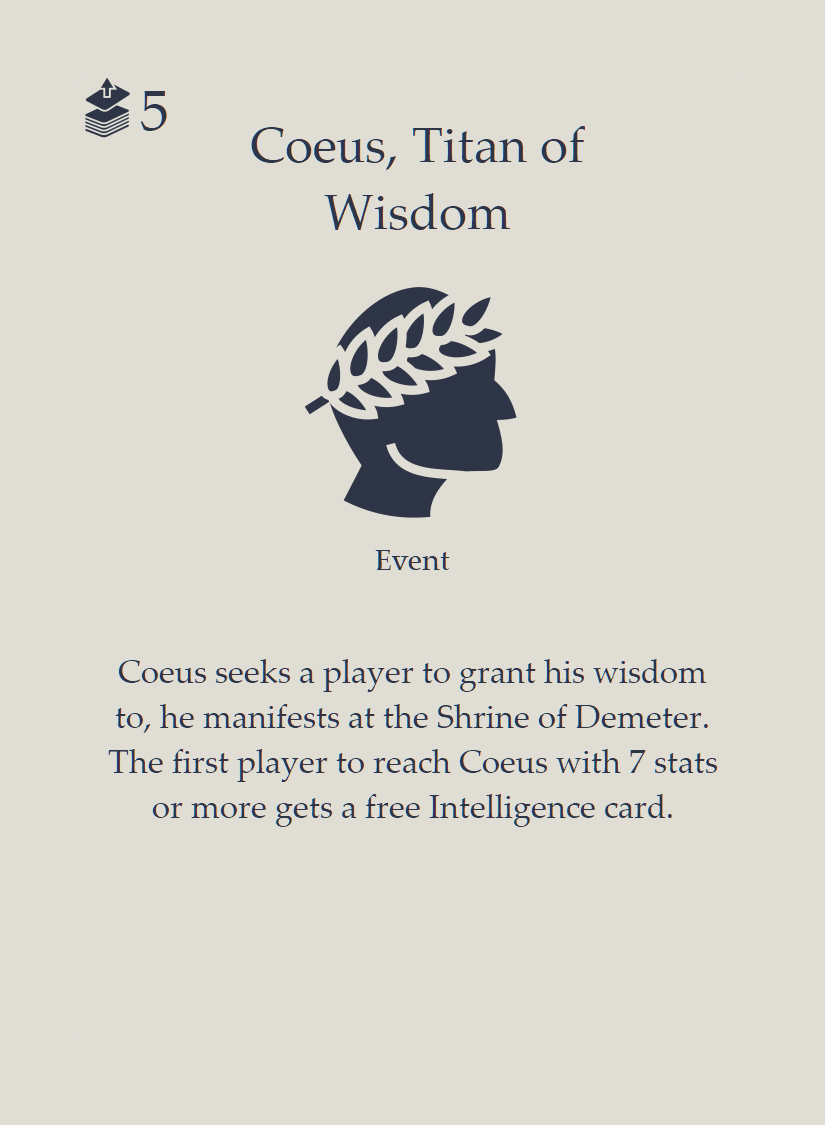 5
Coeus, Titan of
Wisdom
Event
Coeus seeks a player to grant his wisdom
to, he manifests at the Shrine of Demeter.
The first player to reach Coeus with 7 stats
or more gets a free Intelligence card.